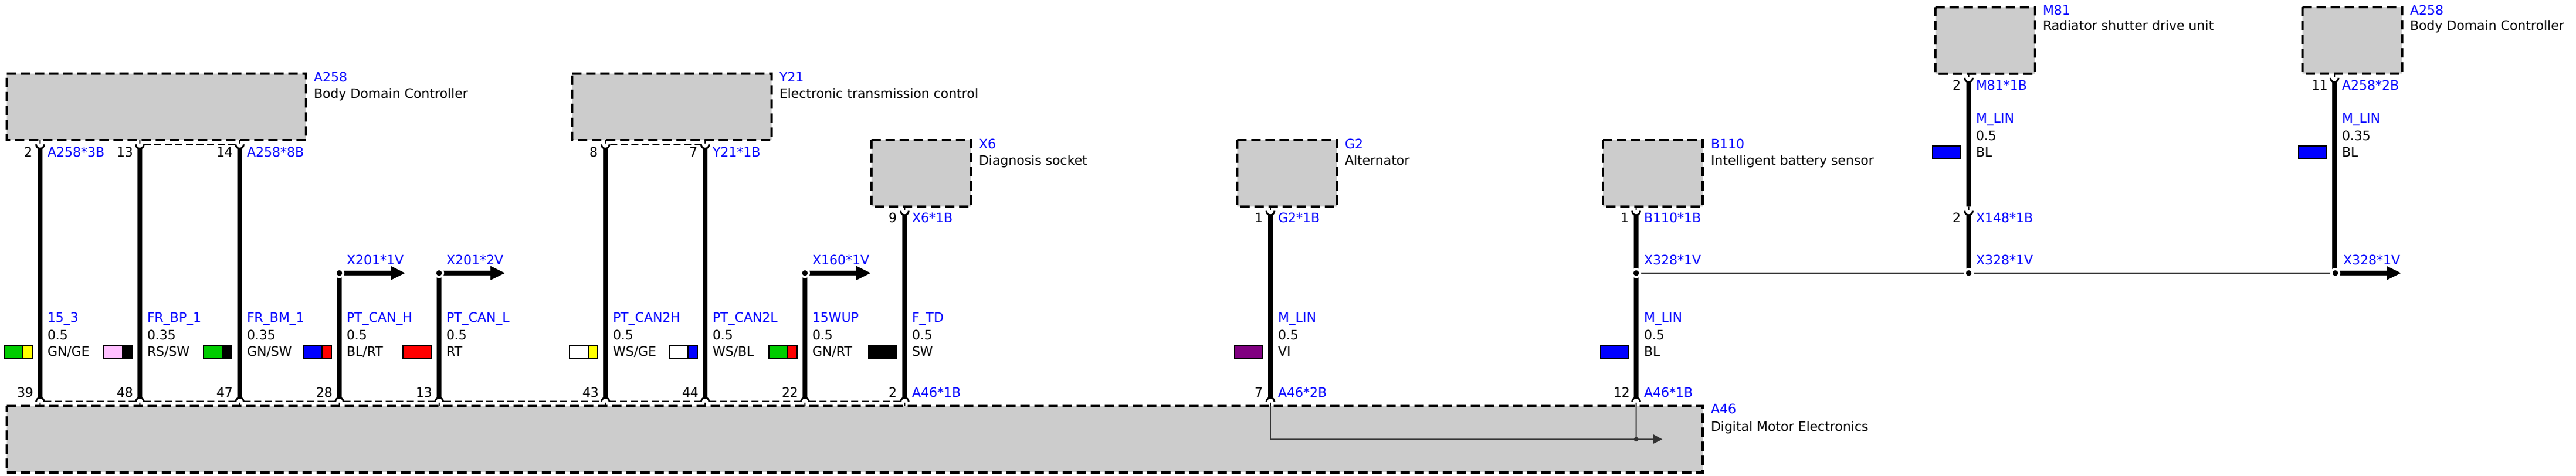 M81
Radiator shutter drive unit
A258
Body Domain Controller
A258
Body Domain Controller
Y21
Electronic transmission control
2 M81*1B
11 A258*2B
M_LIN
0.5
BL
M_LIN
0.35
BL
X6
Diagnosis socket
G2
Alternator
B110
Intelligent battery sensor
2 A258*3B 13 14 A258*8B
8 7 Y21*1B
9 X6*1B
1 G2*1B
1 B110*1B
2 X148*1B
X201*1V
X201*2V
X160*1V
X328*1V
X328*1V
X328*1V
15_3
0.5
GN/GE
FR_BP_1
0.35
RS/SW
FR_BM_1
0.35
GN/SW
PT_CAN_H
0.5
BL/RT
PT_CAN_L
0.5
RT
PT_CAN2H
0.5
WS/GE
PT_CAN2L
0.5
WS/BL
15WUP
0.5
GN/RT
F_TD
0.5
SW
M_LIN
0.5
VI
M_LIN
0.5
BL
39 48 47 28 13 43 44 22 2 A46*1B
7 A46*2B
12 A46*1B
A46
Digital Motor Electronics